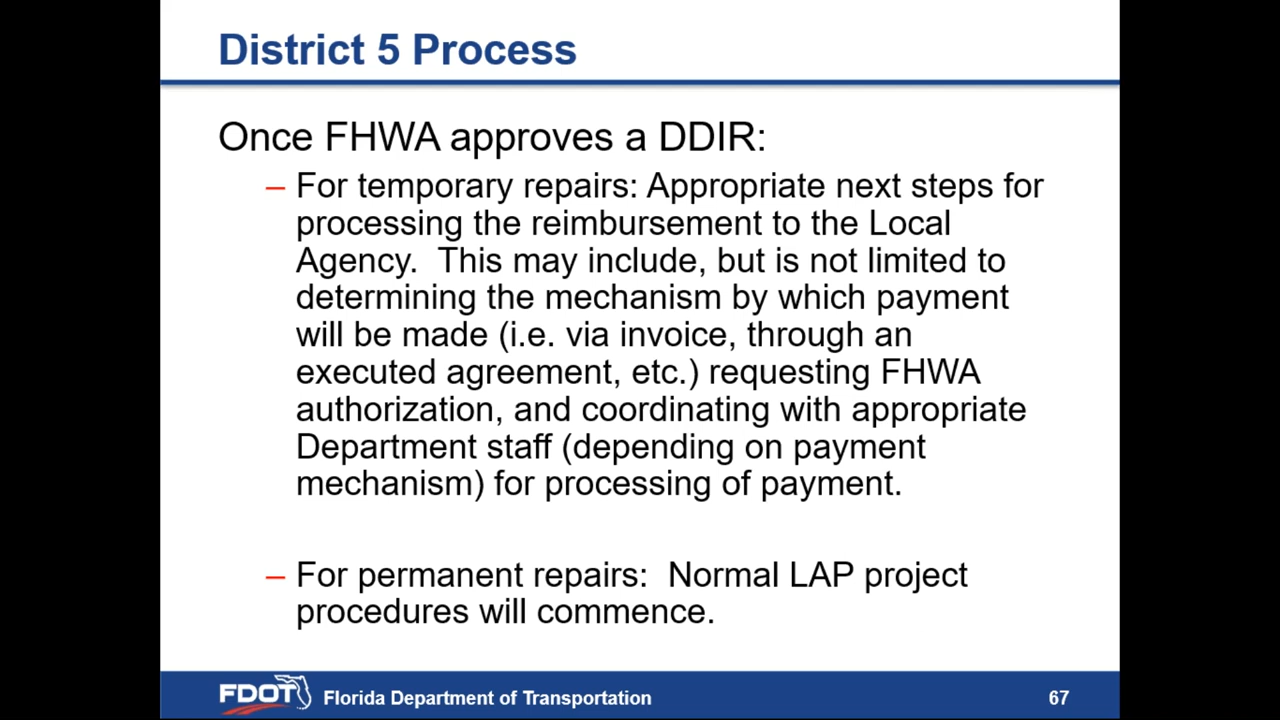 District 5 Process
Once FHWA approves a DDIR:
– For temporary repairs: Appropriate next steps for
processing the reimbursement to the Local
Agency.  This may include, but is not limited to
determining the mechanism by which payment
will be made (i.e. via invoice, through an
executed agreement, etc.) requesting FHWA
authorization, and coordinating with appropriate
Department staff (depending on payment
mechanism) for processing of payment.
– For permanent repairs:  Normal LAP project
procedures will commence.
FDOT Florida Department of Transportation 67